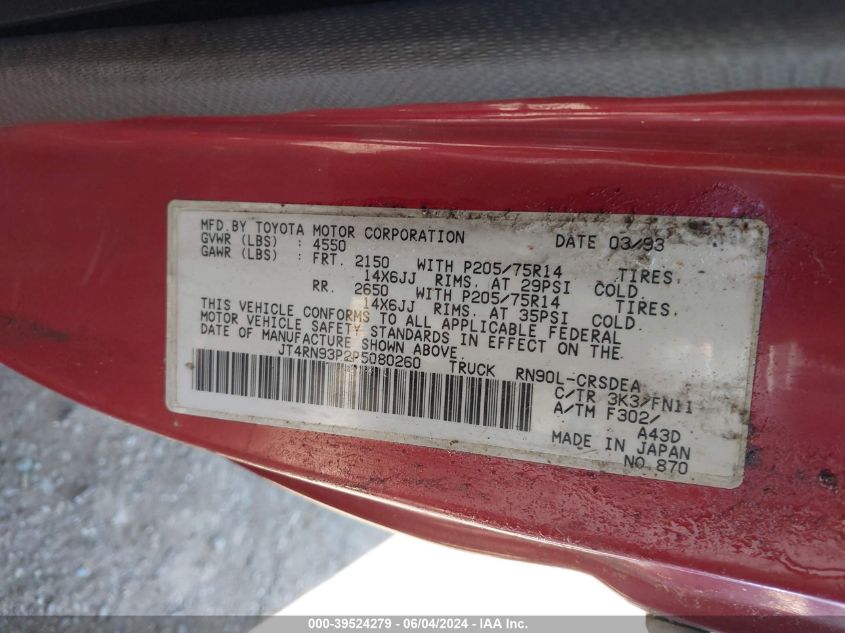 MFD.BY TOYOTA MOTOR CORPORATION DATE 03/93
GVWR (LBS) : 4550
GAWR (LBS) : FRT. 2150 WITH P205/75R14 TIRES.
14X6JJ RIMS. AT 29PSI COLD.
RR. 2650 WITH P205/75R14 TIRES.
14X6JJ RIMS. AT 35PSI COLD.
THIS VEHICLE CONFORMS TO ALL APPLICABLE FEDERAL
MOTOR VEHICLE SAFETY STANDARDS IN EFFECT ON THE
DATE OF MANUFACTURE SHOWN ABOVE.
JT4RN93P2P5080260 TRUCK RN90L-CRSDEA
C/TR 3K3/FN11
A/TM F302/
A43D
MADE IN JAPAN
NO 870
000-39524279 - 06/04/2024 - IAA Inc.